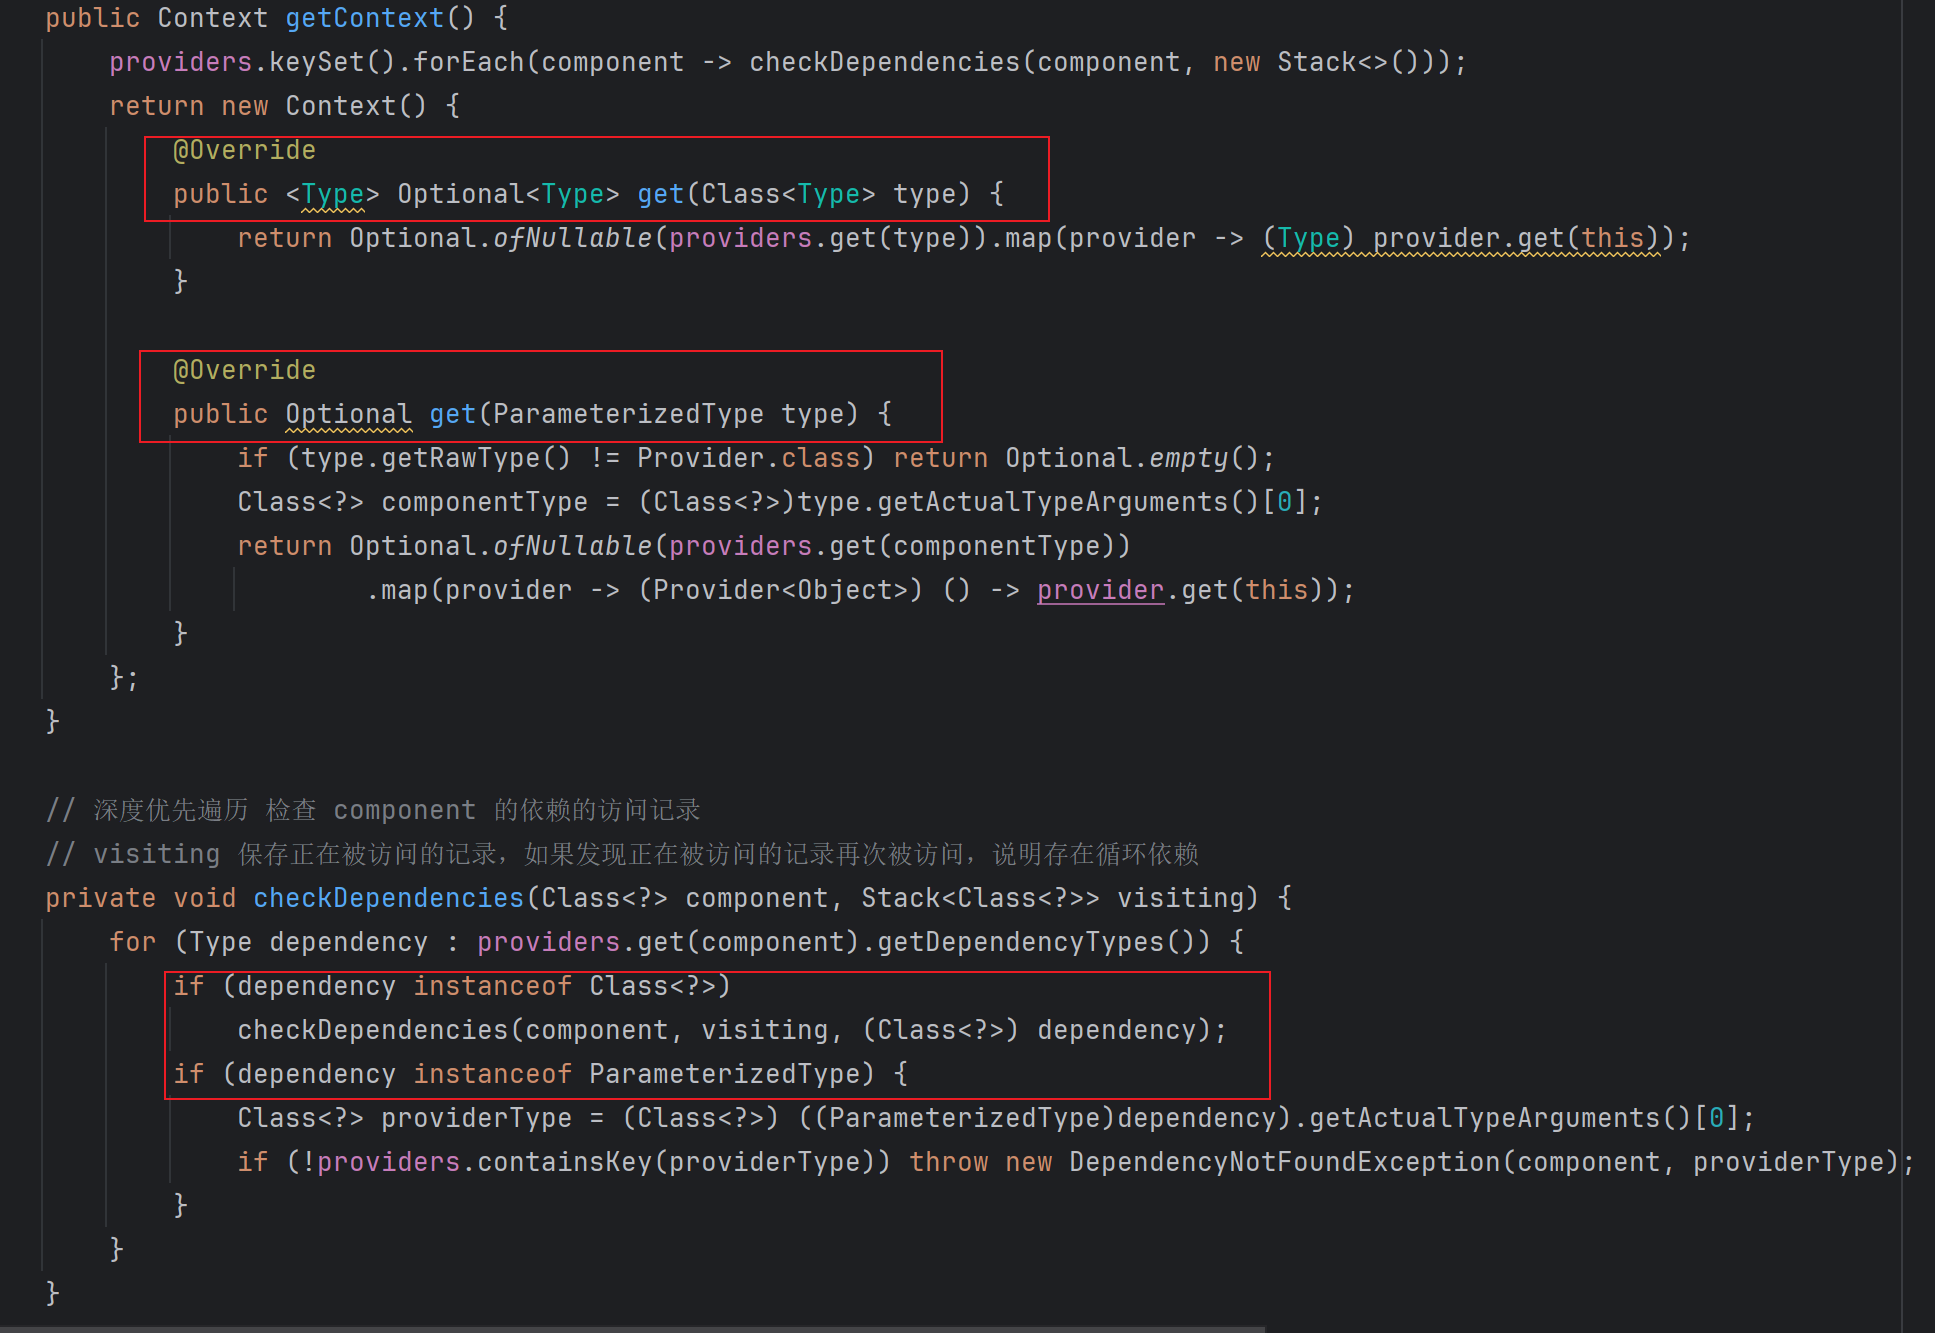 public Context getContext() {
providers.keySet().forEach(component -> checkDependencies(component, new Stack<>()));
return new Context() {
@Override
public <Type> Optional<Type> get(Class<Type> type) {
return Optional.ofNullable(providers.get(type)).map(provider -> (Type) provider.get(this));
}
@Override
public Optional get(ParameterizedType type) {
if (type.getRawType() != Provider.class) return Optional.empty();
Class<?> componentType = (Class<?>)type.getActualTypeArguments()[0];
return Optional.ofNullable(providers.get(componentType))
.map(provider -> (Provider<Object>) () -> provider.get(this));
}
};
}
// 深度优先遍历 检查 component 的依赖的访问记录
// visiting 保存正在被访问的记录，如果发现正在被访问的记录再次被访问，说明存在循环依赖
private void checkDependencies(Class<?> component, Stack<Class<?>> visiting) {
for (Type dependency : providers.get(component).getDependencyTypes()) {
if (dependency instanceof Class<?>)
checkDependencies(component, visiting, (Class<?>) dependency);
if (dependency instanceof ParameterizedType) {
Class<?> providerType = (Class<?>) ((ParameterizedType)dependency).getActualTypeArguments()[0];
if (!providers.containsKey(providerType)) throw new DependencyNotFoundException(component, providerType);
}
}
}